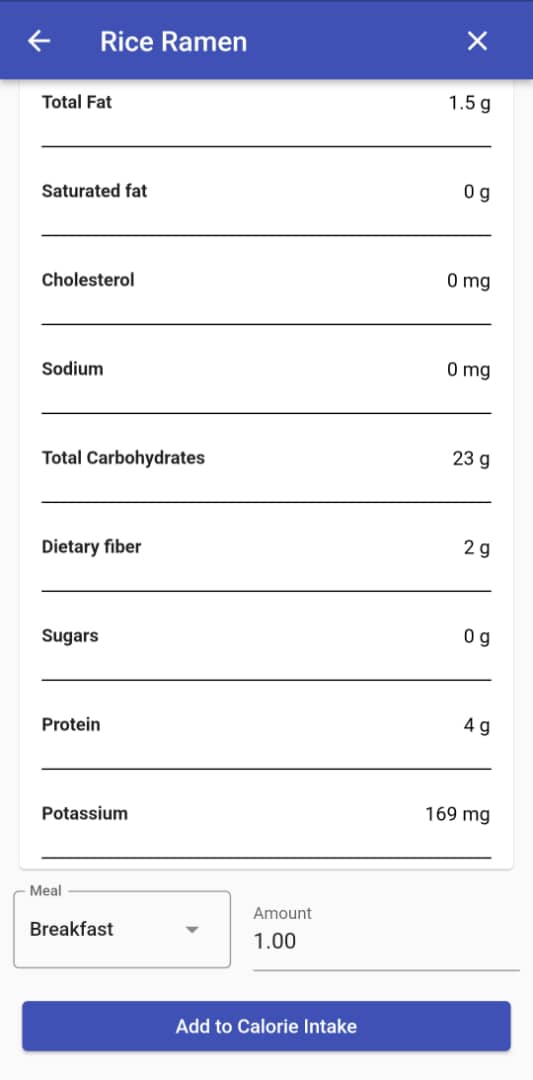 Rice Ramen
Total Fat 1.5 g
Saturated fat 0 g
Cholesterol 0 mg
Sodium 0 mg
Total Carbohydrates 23 g
Dietary fiber 2 g
Sugars 0 g
Protein 4 g
Potassium 169 mg
Meal
Breakfast
Amount
1.00
Add to Calorie Intake